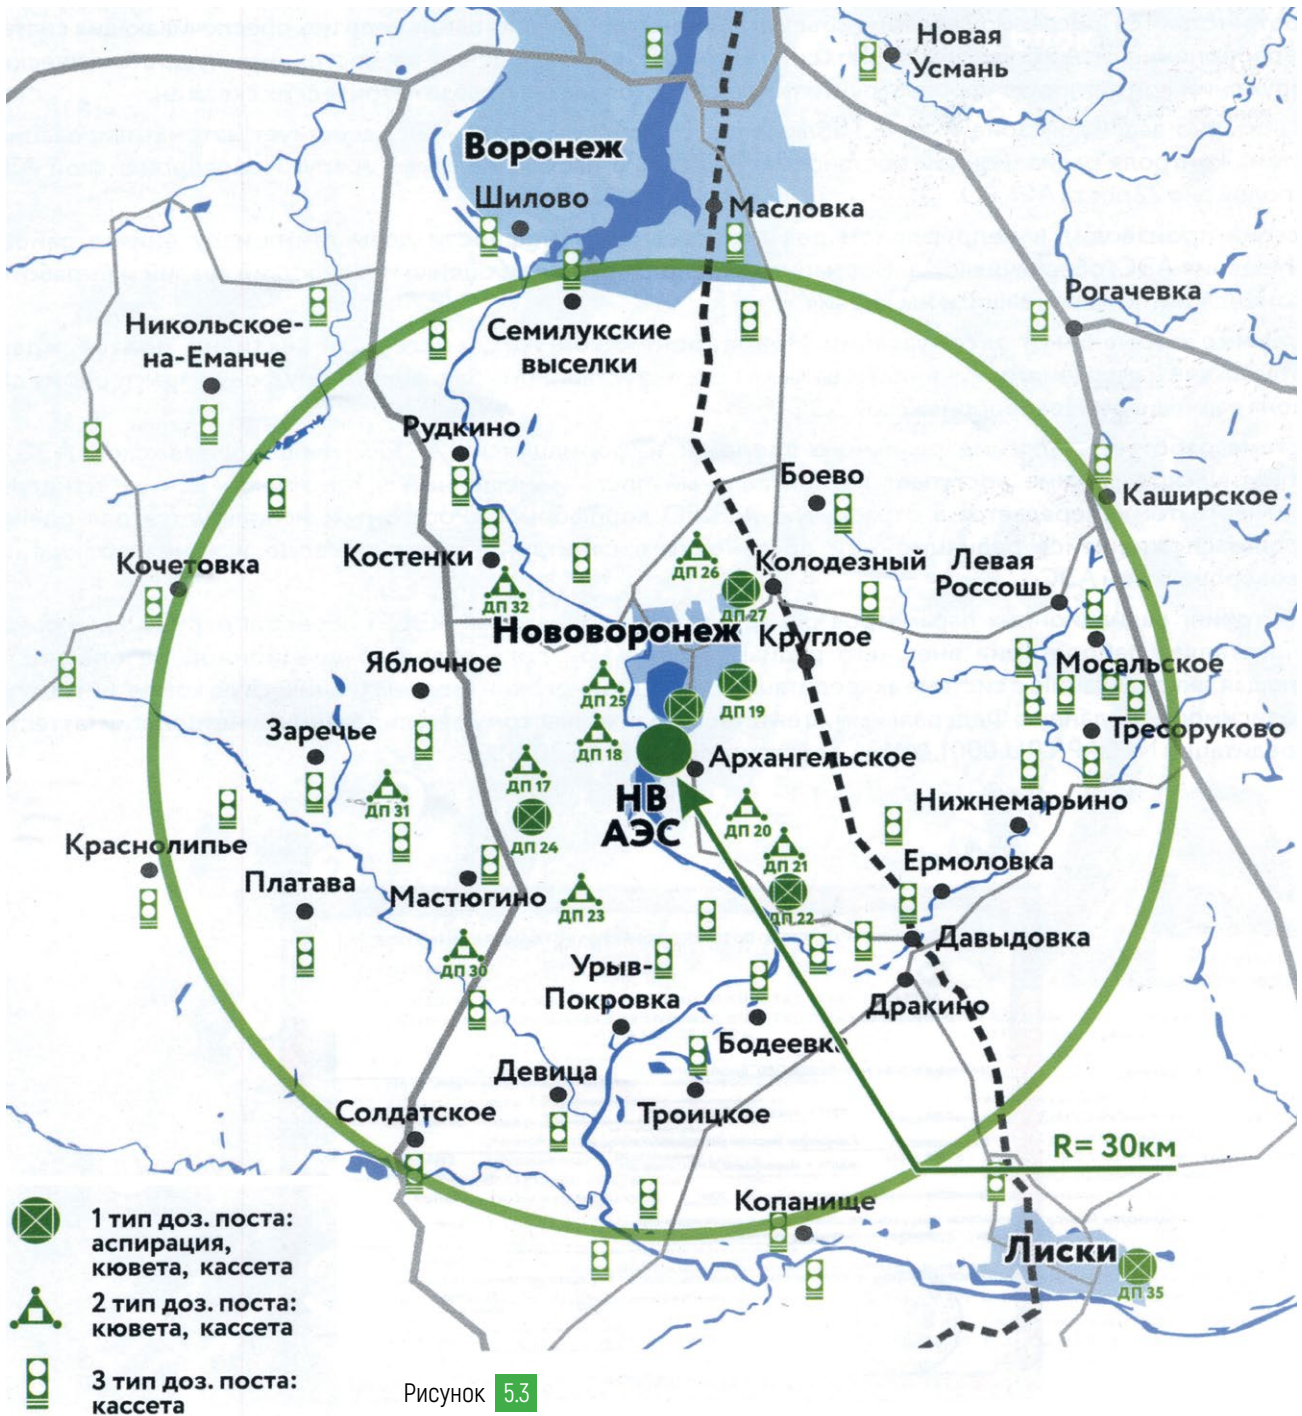 Новая
Усмань
Воронеж
Шилово
Масловка
Рогачевка
Никольское-
на-Еманче
Семилукские
выселки
Рудкино
Боево
Каширское
Костенки
ДП 26
Колодезный
Левая
Россошь
Кочетовка
ДП 32
ДП 27
Нововоронеж
Круглое
Яблочное
Мосальское
ДП 25
ДП 19
Заречье
ДП 18
Тресоруково
Архангельское
ДП 17
НВ
АЭС
Нижнемарьино
ДП 31
ДП 20
ДП 24
Краснолипье
ДП 21
Ермоловка
Платава
Мастюгино
ДП 23
ДП 22
Давыдовка
ДП 30
Урыв-
Покровка
Дракино
Бодеевка
Девица
Солдатское
Троицкое
R= 30км
Копанище
Лиски
ДП 35
1 тип доз. поста:
аспирация,
кювета, кассета
2 тип доз. поста:
кювета, кассета
3 тип доз. поста:
кассета
Рисунок 5.3